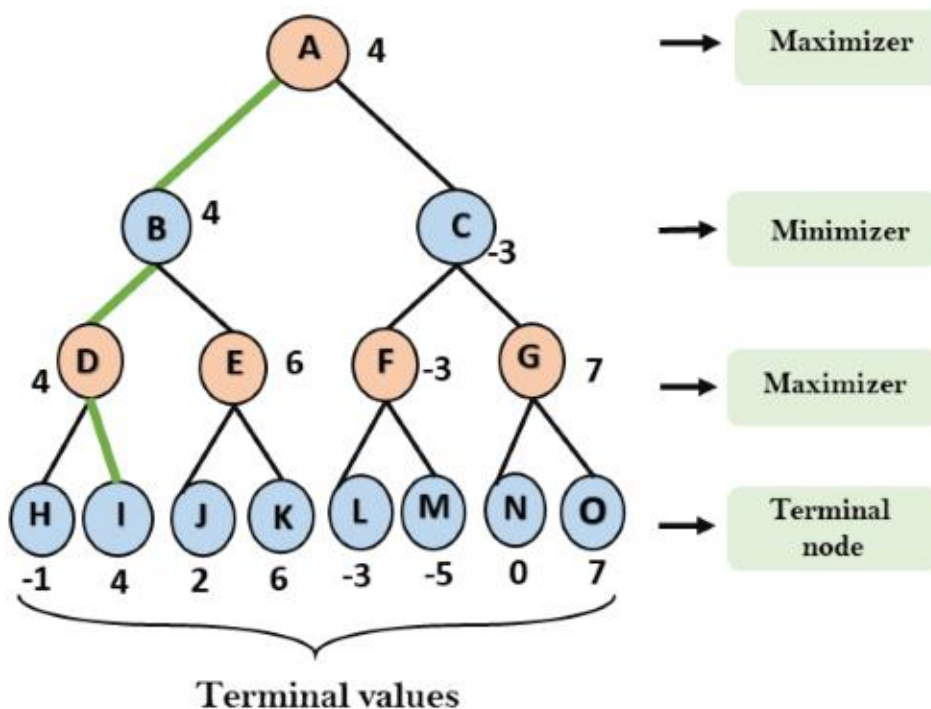 A 4 Maximizer
B 4 C -3 Minimizer
D 4 E 6 F -3 G 7 Maximizer
H I J K L M N O Terminal
node
-1 4 2 6 -3 -5 0 7
Terminal values